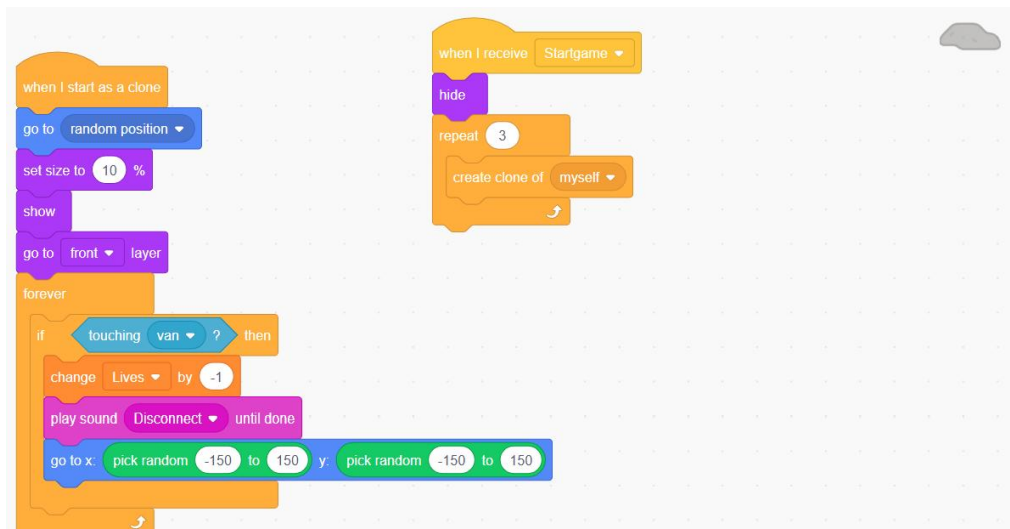 when I start as a clone
go to random position
set size to 10 %
show
go to front layer
forever
if touching van ? then
change Lives by -1
play sound Disconnect until done
go to x: pick random -150 to 150 y: pick random -150 to 150
when I receive Startgame
hide
repeat 3
create clone of myself